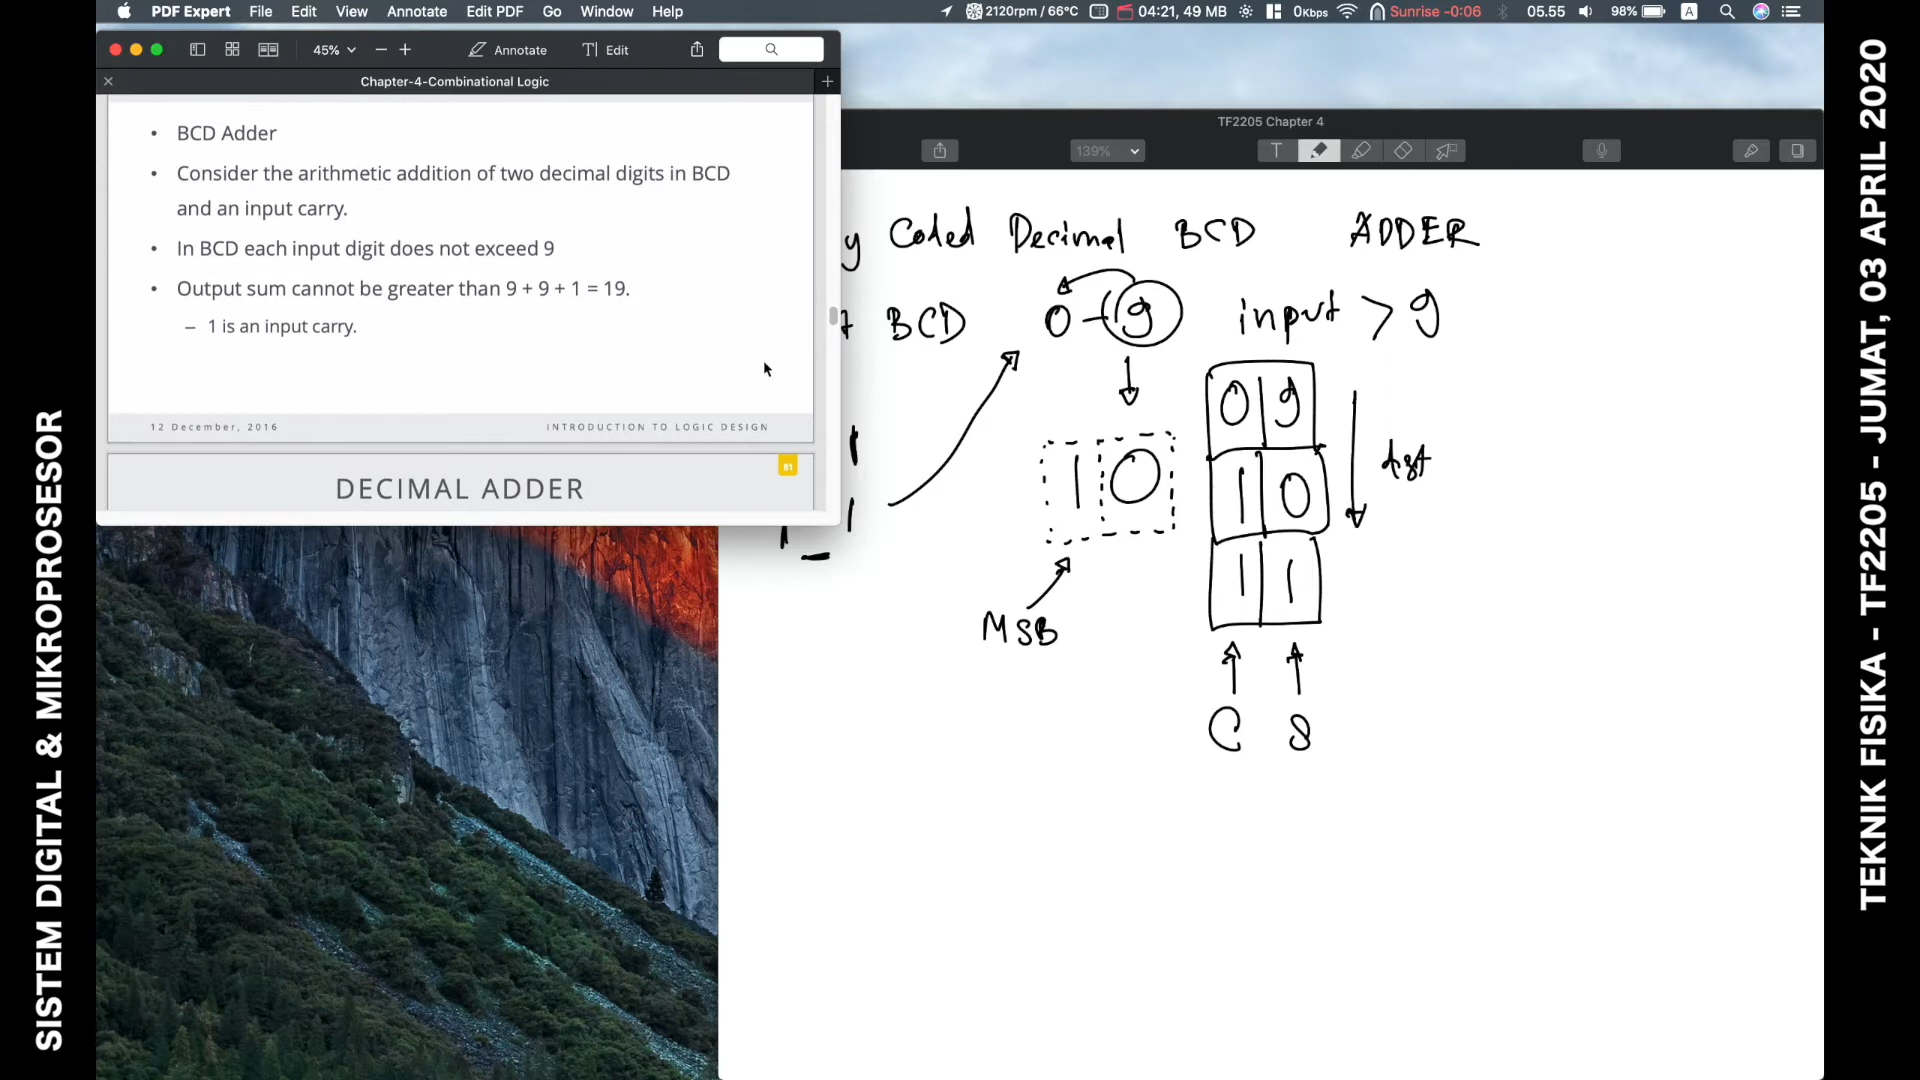 PDF Expert File Edit View Annotate Edit PDF Go Window Help
2120rpm / 66°C 04:21, 49 MB 0Kbps Sunrise -0:06 05.55 98% A
45% Annotate Edit
Chapter-4-Combinational Logic
• BCD Adder
• Consider the arithmetic addition of two decimal digits in BCD
and an input carry.
• In BCD each input digit does not exceed 9
• Output sum cannot be greater than 9 + 9 + 1 = 19.
– 1 is an input carry.
12 December, 2016 INTRODUCTION TO LOGIC DESIGN
81
DECIMAL ADDER
TF2205 Chapter 4
139%
y Coded Decimal BCD ADDER
BCD 0 - 9 input > 9
0 9
1 0 1 0
1 1
MSB
C S
SISTEM DIGITAL & MIKROPROSESOR
TEKNIK FISIKA - TF2205 - JUMAT, 03 APRIL 2020